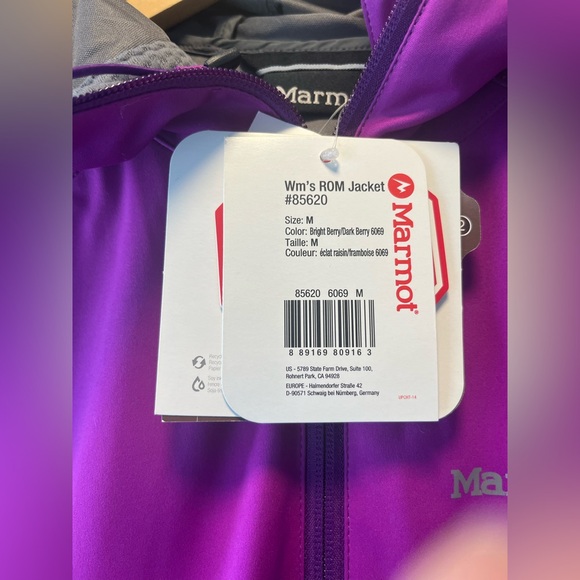 Marmot
Wm's ROM Jacket
#85620
Size: M
Color: Bright Berry/Dark Berry 6069
Taille: M
Couleur: éclat raisin/framboise 6069
Marmot
85620 6069 M
8 89169 80916 3
US - 5789 State Farm Drive, Suite 100,
Rohnert Park, CA 94928
EUROPE - Haimendorfer Straße 42
D-90571 Schwaig bei Nürnberg, Germany
Mar